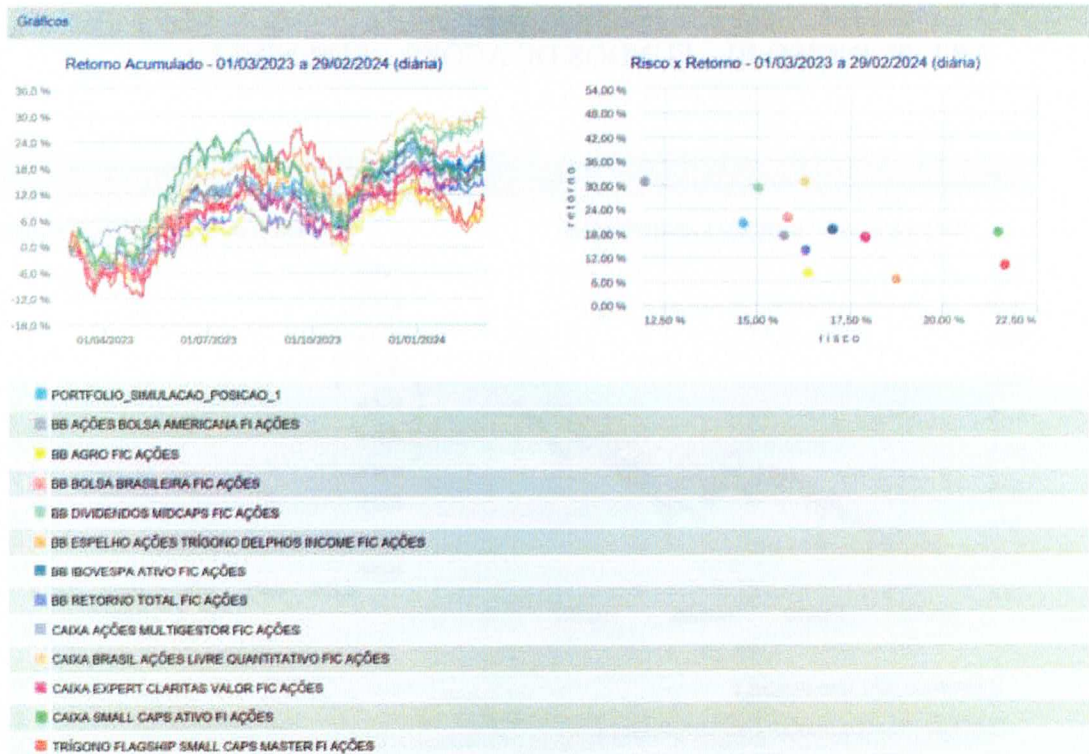 Gráficos
Retorno Acumulado - 01/03/2023 a 29/02/2024 (diária)
36,0 %
30,0 %
24,0 %
18,0 %
12,0 %
6,0 %
0,0 %
-6,0 %
-12,0 %
-18,0 %
01/04/2023 01/07/2023 01/10/2023 01/01/2024
Risco x Retorno - 01/03/2023 a 29/02/2024 (diária)
54,00 %
48,00 %
42,00 %
36,00 %
30,00 %
24,00 %
18,00 %
12,00 %
6,00 %
0,00 %
retorno
12,50 % 15,00 % 17,50 % 20,00 % 22,50 %
risco
PORTFOLIO_SIMULACAO_POSICAO_1
BB AÇÕES BOLSA AMERICANA FI AÇÕES
BB AGRO FIC AÇÕES
BB BOLSA BRASILEIRA FIC AÇÕES
BB DIVIDENDOS MIDCAPS FIC AÇÕES
BB ESPELHO AÇÕES TRÍGONO DELPHOS INCOME FIC AÇÕES
BB IBOVESPA ATIVO FIC AÇÕES
BB RETORNO TOTAL FIC AÇÕES
CAIXA AÇÕES MULTIGESTOR FIC AÇÕES
CAIXA BRASIL AÇÕES LIVRE QUANTITATIVO FIC AÇÕES
CAIXA EXPERT CLARITAS VALOR FIC AÇÕES
CAIXA SMALL CAPS ATIVO FI AÇÕES
TRÍGONO FLAGSHIP SMALL CAPS MASTER FI AÇÕES